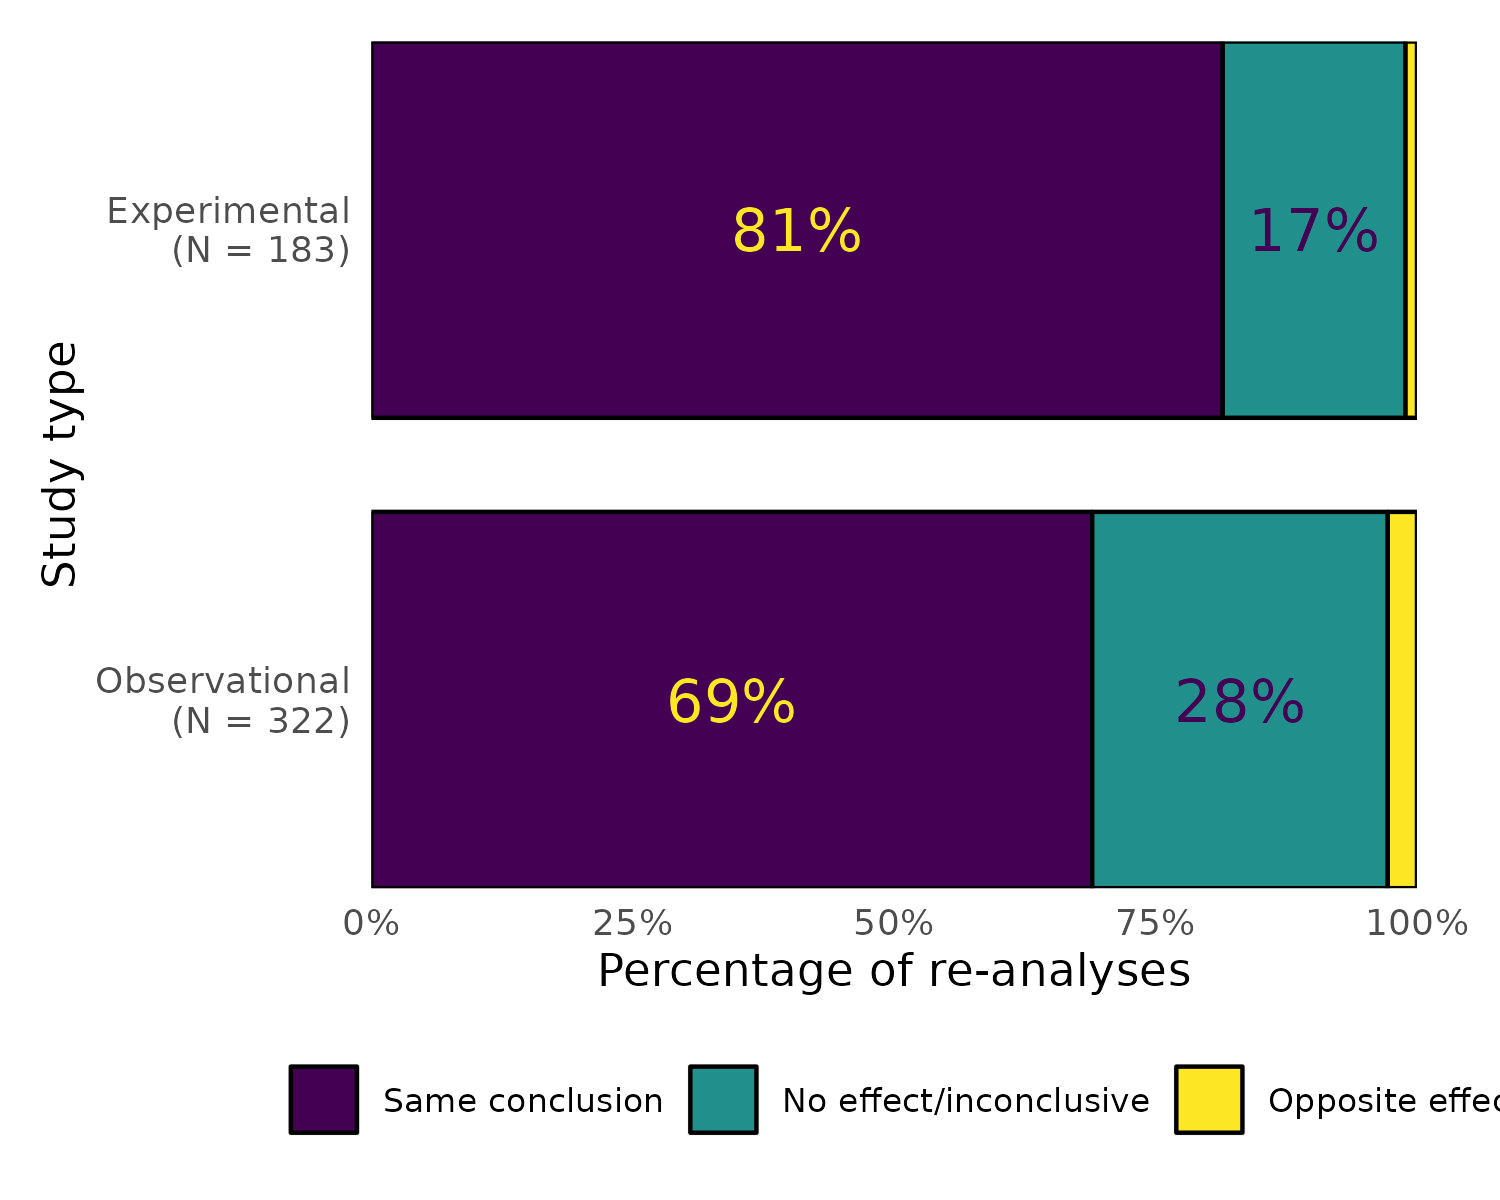 Experimental
(N = 183)
81%
17%
Study type
Observational
(N = 322)
69%
28%
0% 25% 50% 75% 100%
Percentage of re-analyses
Same conclusion No effect/inconclusive Opposite